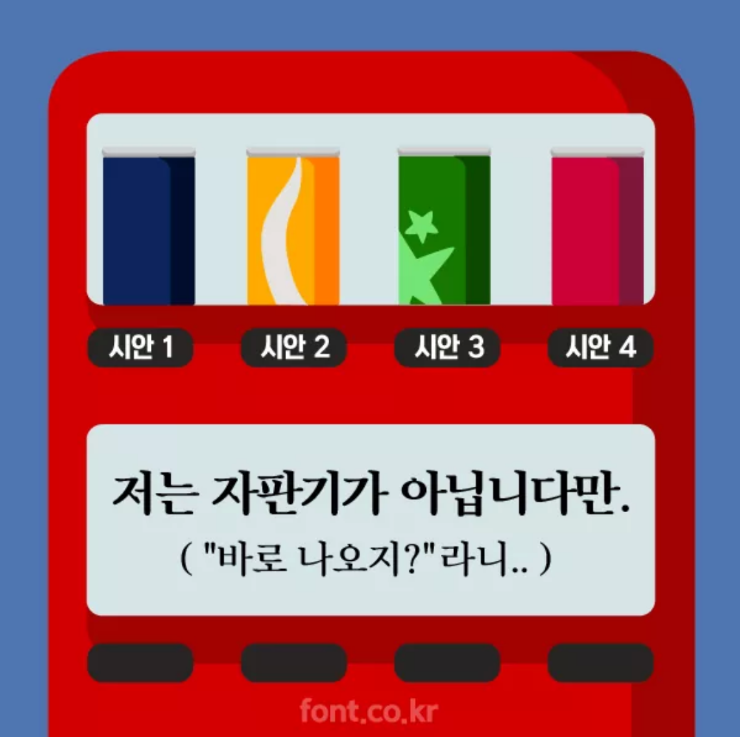 시안 1
시안 2
시안 3
시안 4
저는 자판기가 아닙니다만.
( "바로 나오지?"라니.. )
font.co.kr